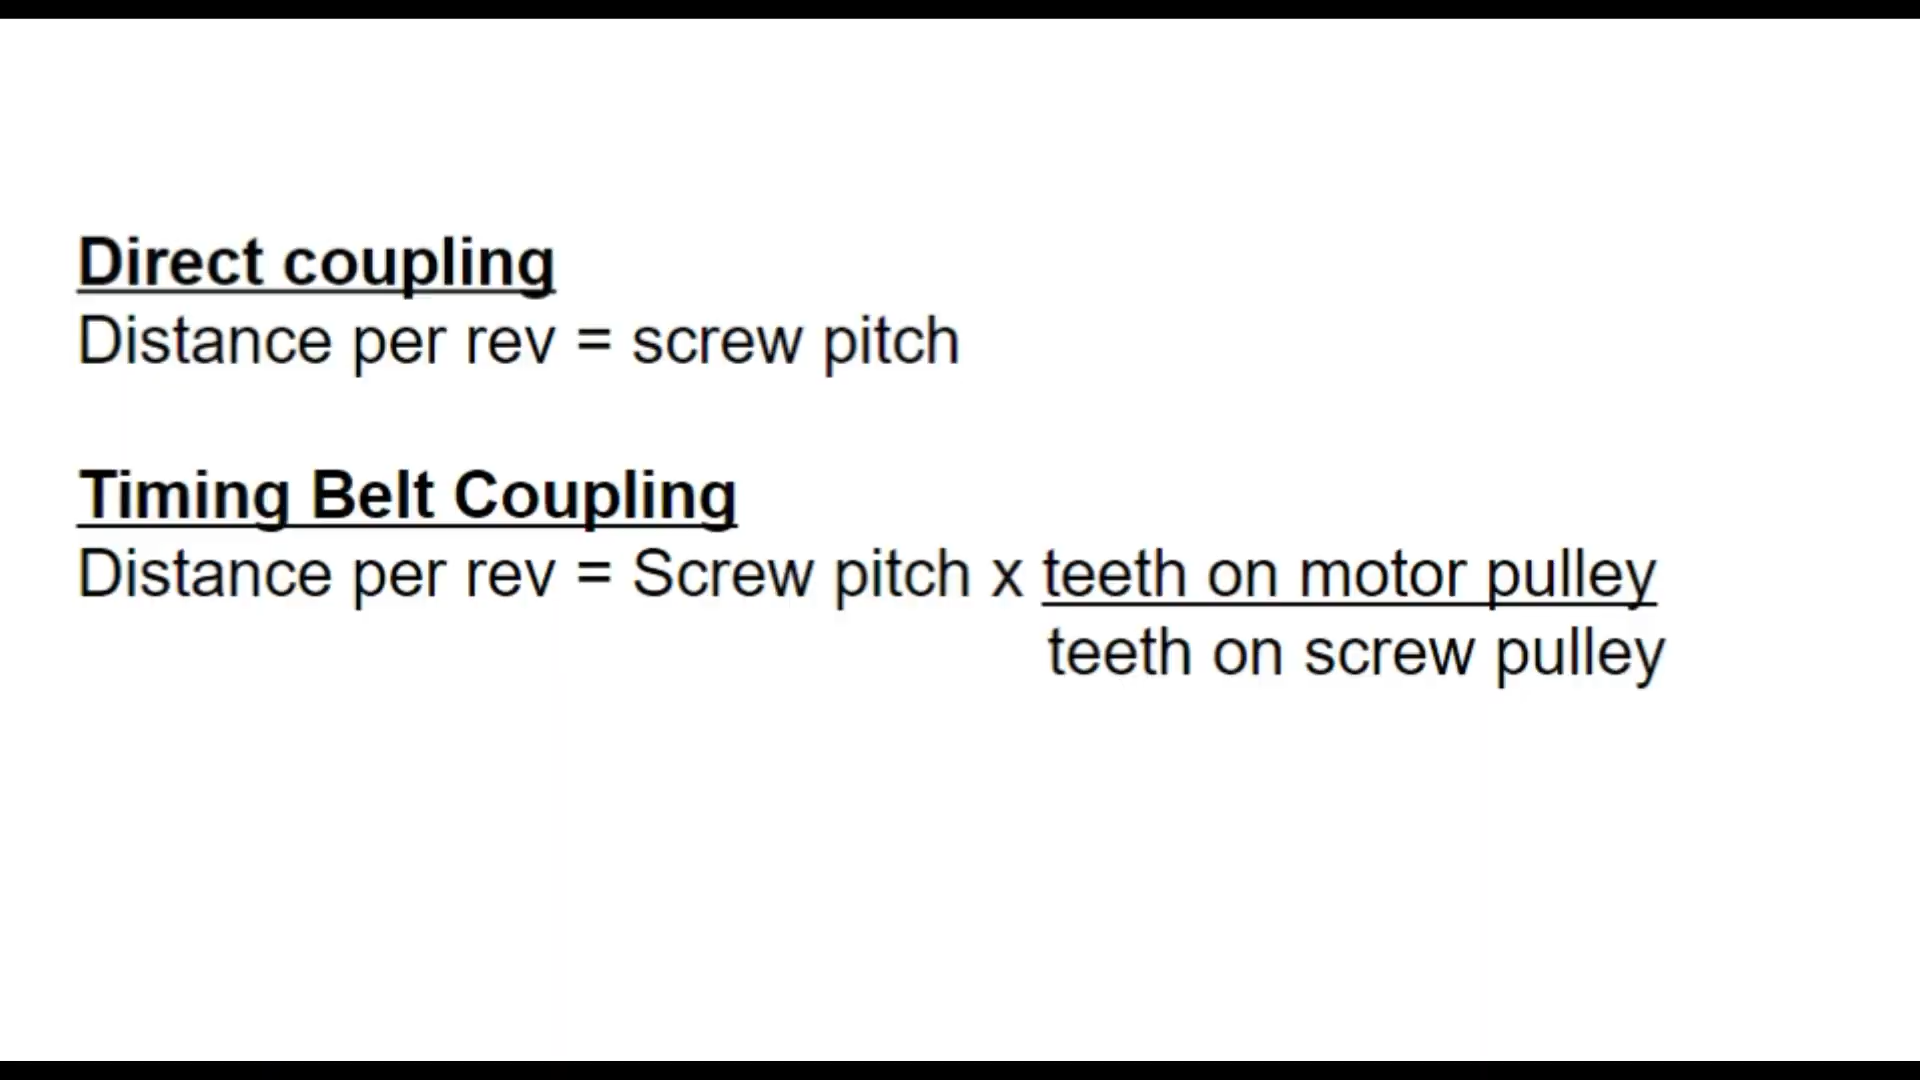 Direct coupling
Distance per rev = screw pitch
Timing Belt Coupling
Distance per rev = Screw pitch x teeth on motor pulley
teeth on screw pulley